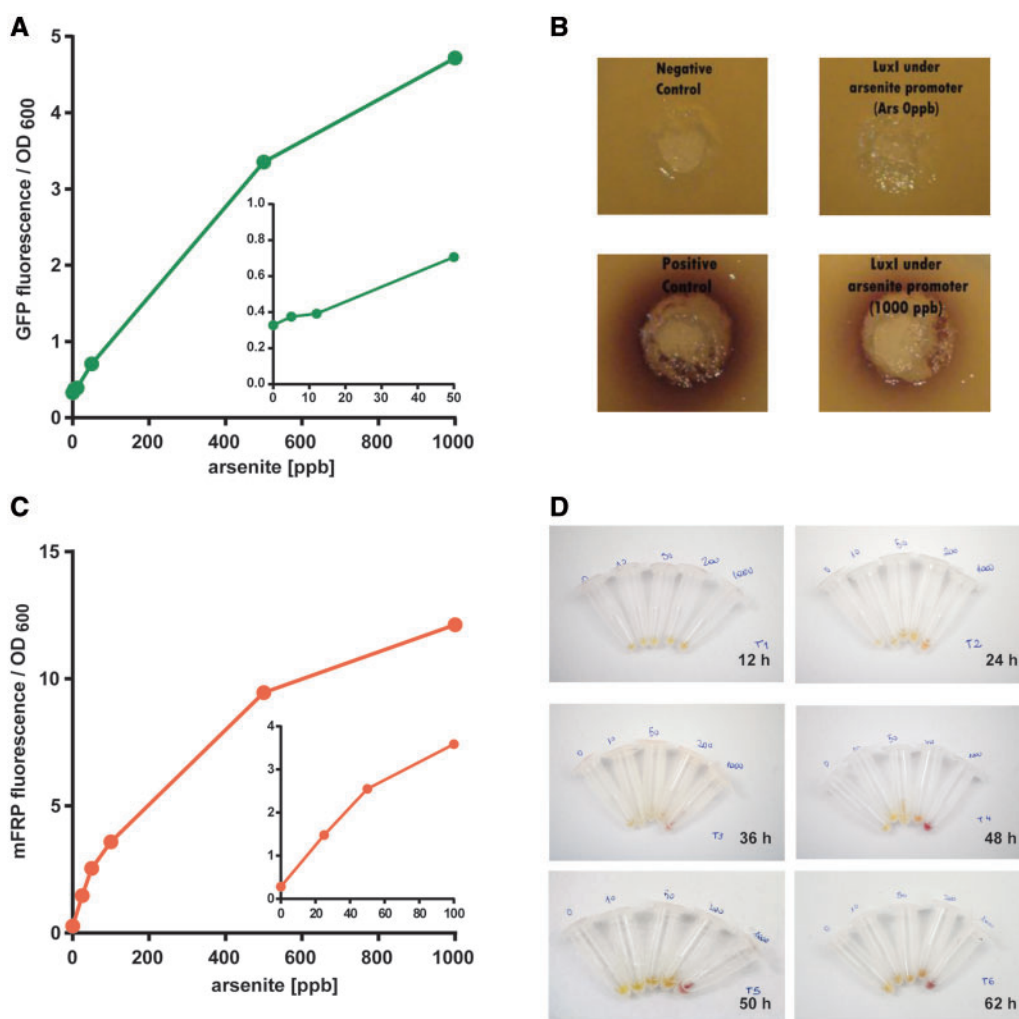 A
GFP fluorescence / OD 600
5
4
3
2
1
0
0 200 400 600 800 1000
arsenite [ppb]
1.0
0.8
0.6
0.4
0.2
0.0
0 10 20 30 40 50
B
Negative
Control
LuxI under
arsenite promoter
(Ars 0ppb)
Positive
Control
LuxI under
arsenite promoter
(1000 ppb)
C
mFRP fluorescence / OD 600
15
10
5
0
0 200 400 600 800 1000
arsenite [ppb]
4
3
2
1
0
0 20 40 60 80 100
D
0 10 50 200 1000
T1
12 h
0 10 50 200 1000
T2
24 h
0 10 50 200 1000
T3
36 h
0 50
T4
48 h
0 10 50 200 1000
T5
50 h
0 10 50 200
T6
62 h